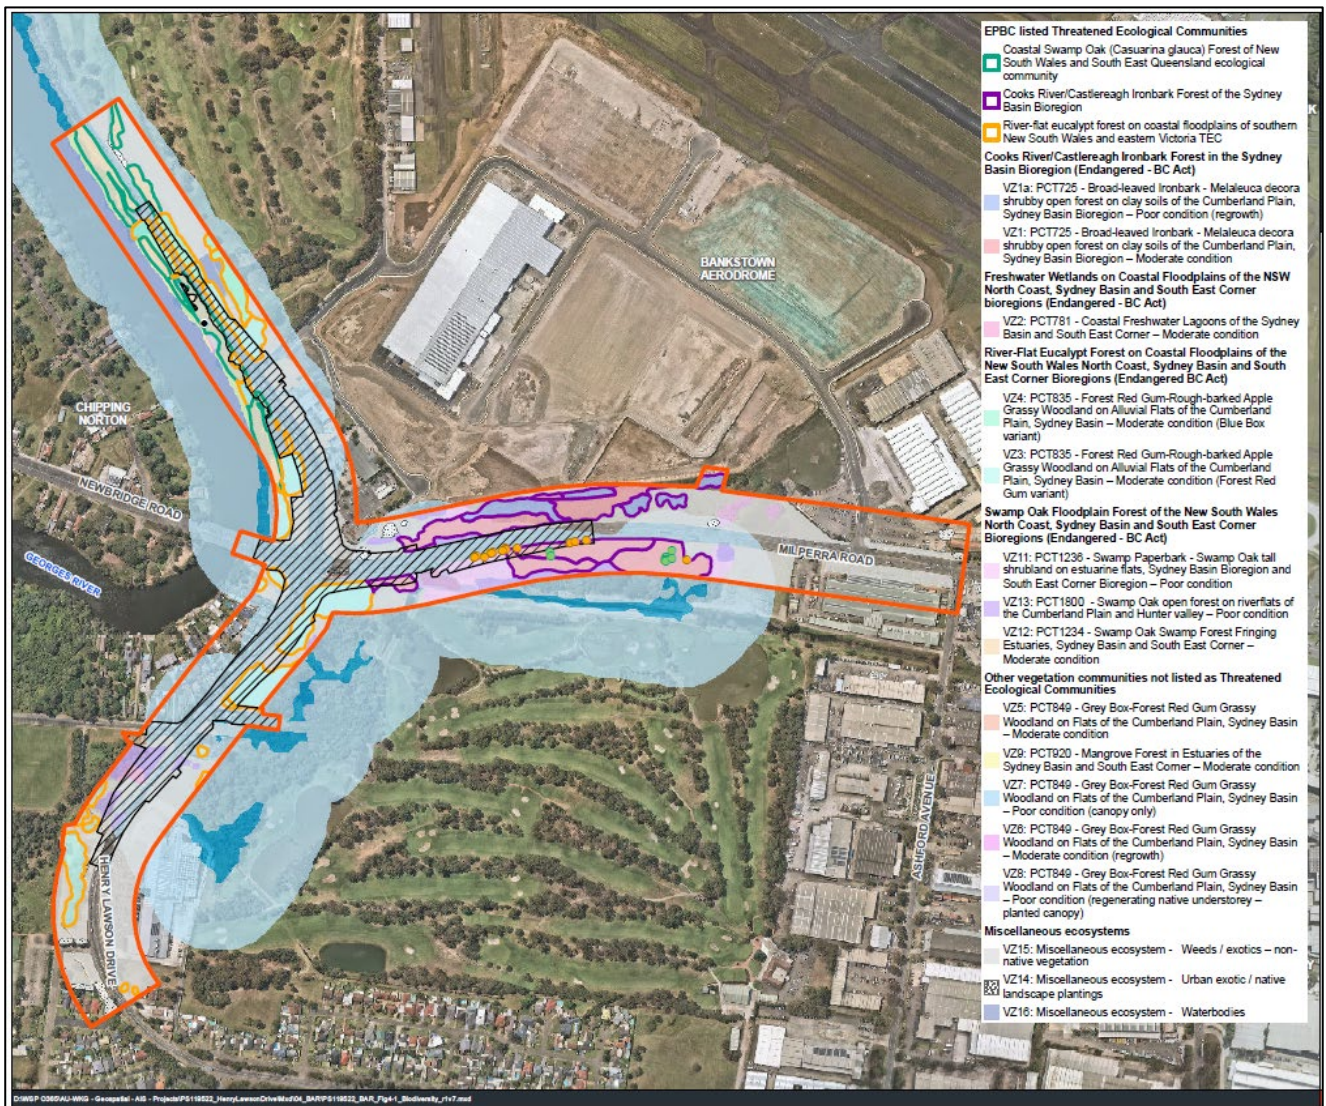 EPBC listed Threatened Ecological Communities
Coastal Swamp Oak (Casuarina glauca) Forest of New
South Wales and South East Queensland ecological
community
Cooks River/Castlereagh Ironbark Forest of the Sydney
Basin Bioregion
River-flat eucalypt forest on coastal floodplains of southern
New South Wales and eastern Victoria TEC
Cooks River/Castlereagh Ironbark Forest in the Sydney
Basin Bioregion (Endangered - BC Act)
VZ1a: PCT725 - Broad-leaved Ironbark - Melaleuca decora
shrubby open forest on clay soils of the Cumberland Plain,
Sydney Basin Bioregion – Poor condition (regrowth)
VZ1: PCT725 - Broad-leaved Ironbark - Melaleuca decora
shrubby open forest on clay soils of the Cumberland Plain,
Sydney Basin Bioregion – Moderate condition
Freshwater Wetlands on Coastal Floodplains of the NSW
North Coast, Sydney Basin and South East Corner
bioregions (Endangered - BC Act)
VZ2: PCT781 - Coastal Freshwater Lagoons of the Sydney
Basin and South East Corner – Moderate condition
River-Flat Eucalypt Forest on Coastal Floodplains of the
New South Wales North Coast, Sydney Basin and South
East Corner Bioregions (Endangered BC Act)
VZ4: PCT835 - Forest Red Gum-Rough-barked Apple
Grassy Woodland on Alluvial Flats of the Cumberland
Plain, Sydney Basin – Moderate condition (Blue Box
variant)
VZ3: PCT835 - Forest Red Gum-Rough-barked Apple
Grassy Woodland on Alluvial Flats of the Cumberland
Plain, Sydney Basin – Moderate condition (Forest Red
Gum variant)
Swamp Oak Floodplain Forest of the New South Wales
North Coast, Sydney Basin and South East Corner
Bioregions (Endangered - BC Act)
VZ11: PCT1236 - Swamp Paperbark - Swamp Oak tall
shrubland on estuarine flats, Sydney Basin Bioregion and
South East Corner Bioregion – Poor condition
VZ13: PCT1800 - Swamp Oak open forest on riverflats of
the Cumberland Plain and Hunter valley – Poor condition
VZ12: PCT1234 - Swamp Oak Swamp Forest Fringing
Estuaries, Sydney Basin and South East Corner –
Moderate condition
Other vegetation communities not listed as Threatened
Ecological Communities
VZ5: PCT849 - Grey Box-Forest Red Gum Grassy
Woodland on Flats of the Cumberland Plain, Sydney Basin
– Moderate condition
VZ9: PCT920 - Mangrove Forest in Estuaries of the
Sydney Basin and South East Corner – Moderate condition
VZ7: PCT849 - Grey Box-Forest Red Gum Grassy
Woodland on Flats of the Cumberland Plain, Sydney Basin
– Poor condition (canopy only)
VZ6: PCT849 - Grey Box-Forest Red Gum Grassy
Woodland on Flats of the Cumberland Plain, Sydney Basin
– Moderate condition (regrowth)
VZ8: PCT849 - Grey Box-Forest Red Gum Grassy
Woodland on Flats of the Cumberland Plain, Sydney Basin
– Poor condition (regenerating native understorey –
planted canopy)
Miscellaneous ecosystems
VZ15: Miscellaneous ecosystem - Weeds / exotics – non-
native vegetation
VZ14: Miscellaneous ecosystem - Urban exotic / native
landscape plantings
VZ16: Miscellaneous ecosystem - Waterbodies
K
BANKSTOWN
AERODROME
CHIPPING
NORTON
NEWBRIDGE ROAD
GEORGES RIVER
MILPERRA ROAD
ASHFORD AVENUE
HENRY LAWSON DRIVE
D:\WSP O365\AU-WKG - Geospatial - AIS - Projects\PS118522_HenryLawsonDrive\Mxd\04_BAR\PS118522_BAR_Fig4-1_Biodiversity_r1v7.mxd